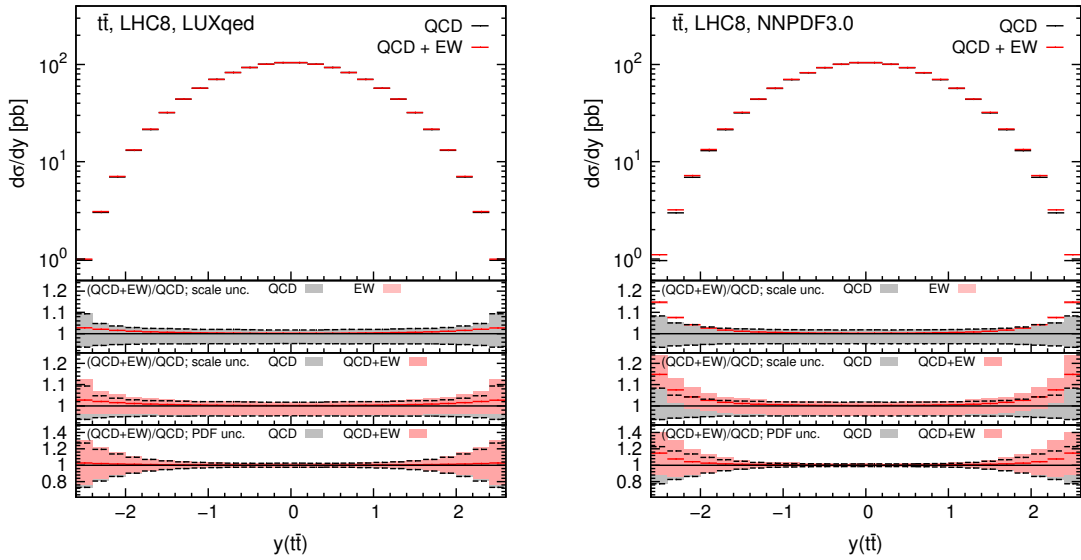 tt̄, LHC8, LUXqed
QCD
QCD + EW
dσ/dy [pb]
10²
10¹
10⁰
(QCD+EW)/QCD; scale unc. QCD EW
1.2
1.1
1
(QCD+EW)/QCD; scale unc. QCD QCD+EW
1.2
1.1
1
(QCD+EW)/QCD; PDF unc. QCD QCD+EW
1.4
1.2
1
0.8
−2 −1 0 1 2
y(tt̄)
tt̄, LHC8, NNPDF3.0
QCD
QCD + EW
dσ/dy [pb]
10²
10¹
10⁰
(QCD+EW)/QCD; scale unc. QCD EW
1.2
1.1
1
(QCD+EW)/QCD; scale unc. QCD QCD+EW
1.2
1.1
1
(QCD+EW)/QCD; PDF unc. QCD QCD+EW
1.4
1.2
1
0.8
−2 −1 0 1 2
y(tt̄)